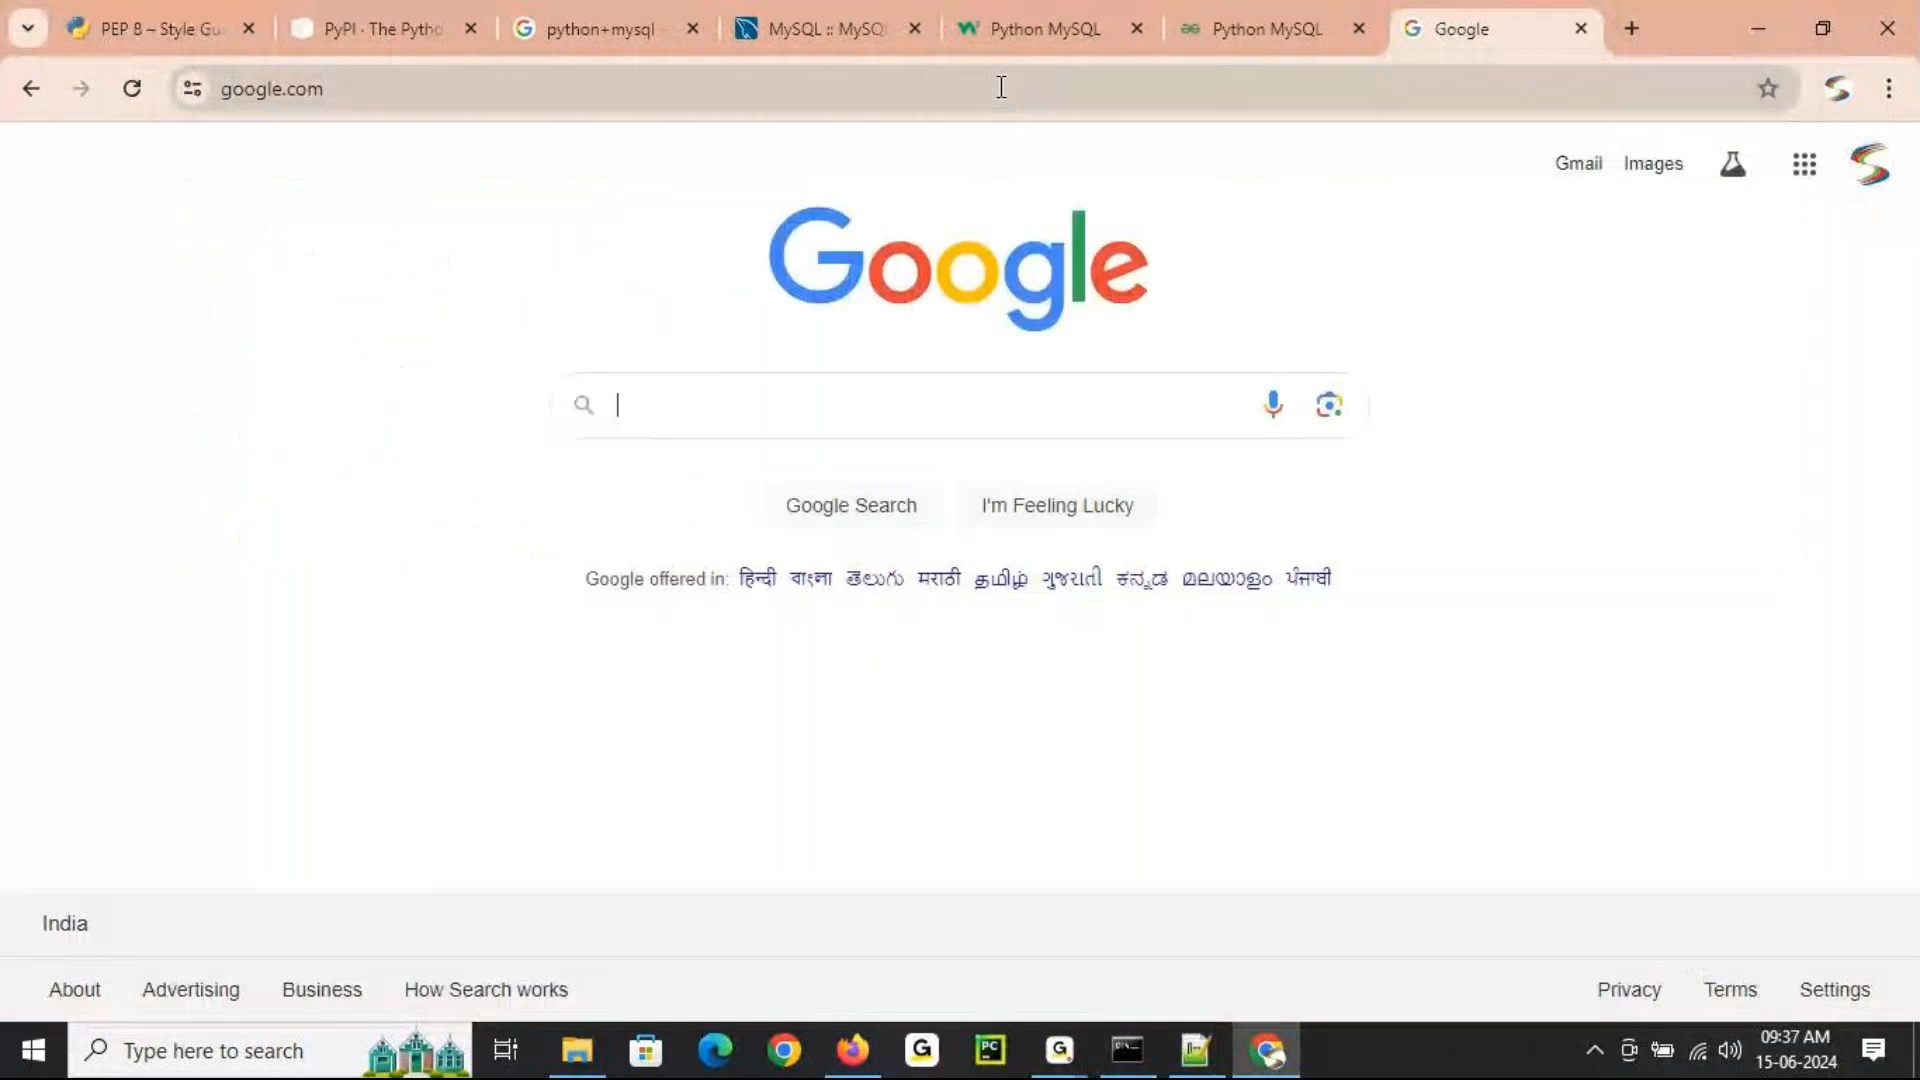 PEP 8 – Style Gu
PyPI · The Pytho
python+mysql -
MySQL :: MySQ
Python MySQL
Python MySQL
Google
google.com
Gmail Images
Google
Google Search I'm Feeling Lucky
Google offered in: हिन्दी বাংলা తెలుగు मराठी தமிழ் ગુજરાતી ಕನ್ನಡ മലയാളം ਪੰਜਾਬੀ
India
About Advertising Business How Search works Privacy Terms Settings
Type here to search
09:37 AM
15-06-2024